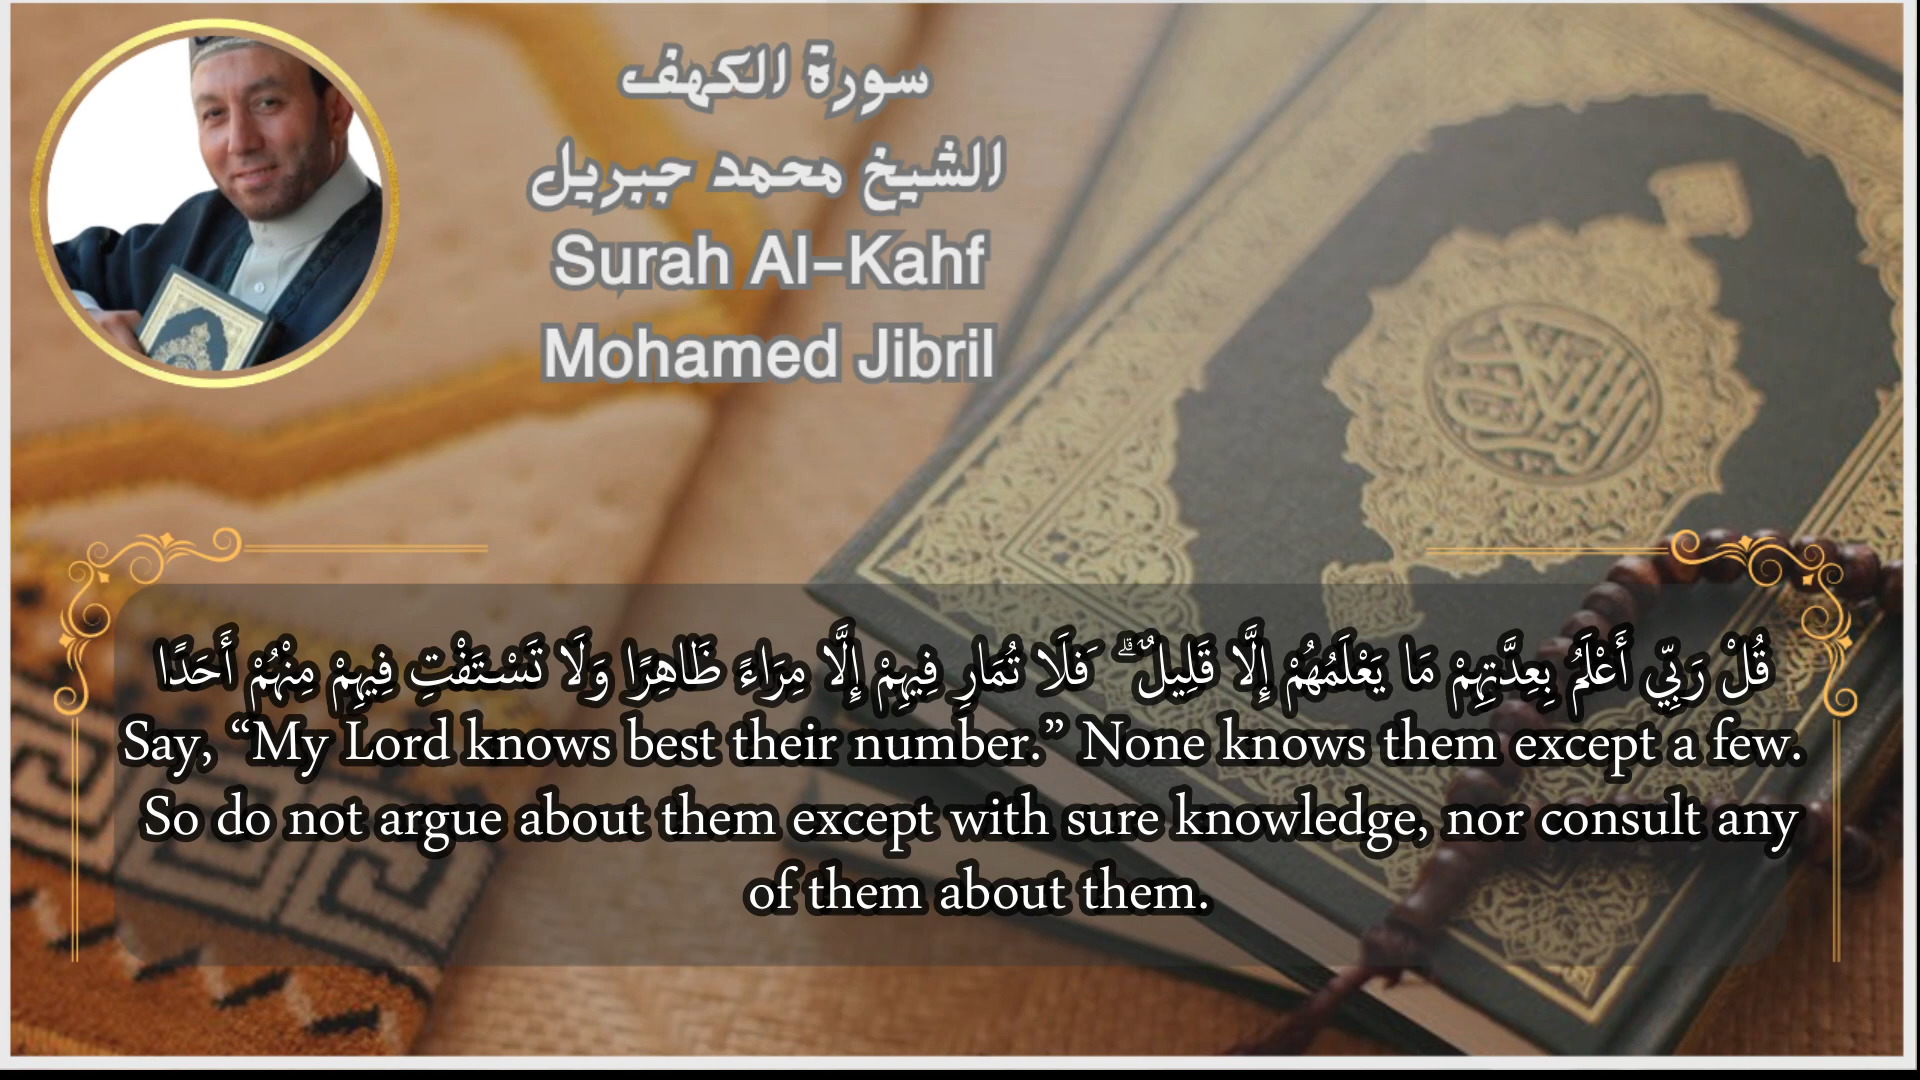 سورة الكهف
الشيخ محمد جبريل
Surah Al-Kahf
Mohamed Jibril
قُلْ رَبِّي أَعْلَمُ بِعِدَّتِهِمْ مَا يَعْلَمُهُمْ إِلَّا قَلِيلٌ ۗ فَلَا تُمَارِ فِيهِمْ إِلَّا مِرَاءً ظَاهِرًا وَلَا تَسْتَفْتِ فِيهِمْ مِنْهُمْ أَحَدًا
Say, “My Lord knows best their number.” None knows them except a few.
So do not argue about them except with sure knowledge, nor consult any
of them about them.